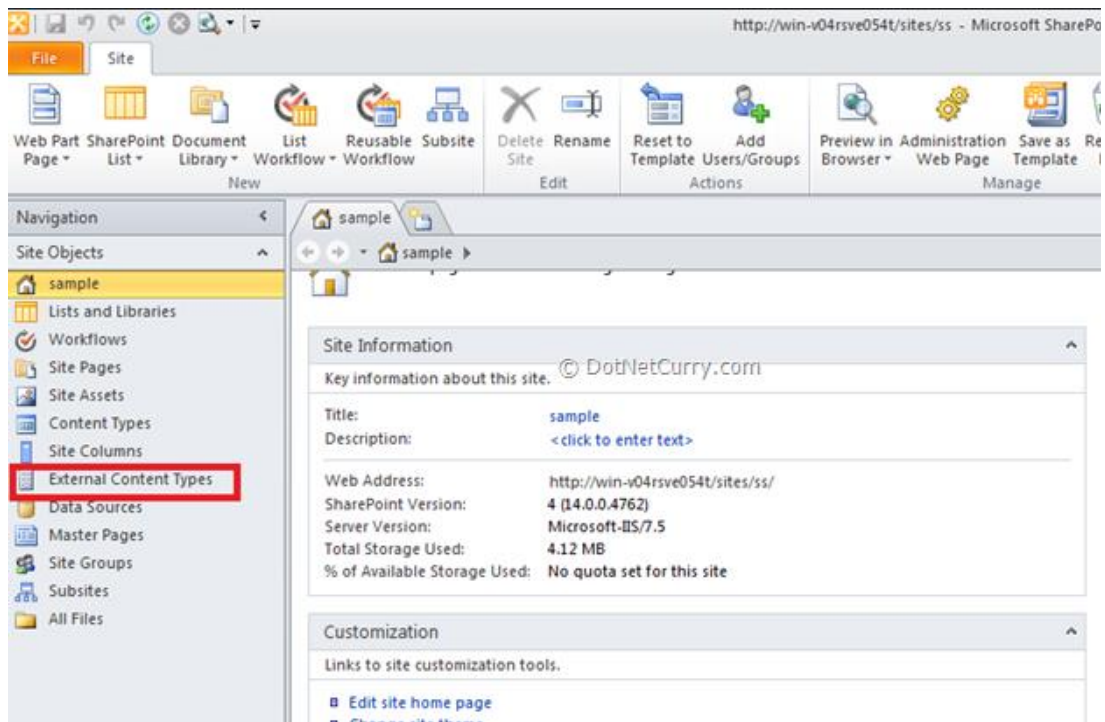 http://win-v04rsve054t/sites/ss - Microsoft SharePo
File Site
Web Part Page
SharePoint List
Document Library
List Workflow
Reusable Workflow
Subsite
New
Delete Site
Rename
Edit
Reset to Template
Add Users/Groups
Actions
Preview in Browser
Administration Web Page
Save as Template
Manage
Navigation
Site Objects
sample
Lists and Libraries
Workflows
Site Pages
Site Assets
Content Types
Site Columns
External Content Types
Data Sources
Master Pages
Site Groups
Subsites
All Files
sample
sample
Site Information
Key information about this site.
© DotNetCurry.com
Title: sample
Description: <click to enter text>
Web Address: http://win-v04rsve054t/sites/ss/
SharePoint Version: 4 (14.0.0.4762)
Server Version: Microsoft-IIS/7.5
Total Storage Used: 4.12 MB
% of Available Storage Used: No quota set for this site
Customization
Links to site customization tools.
Edit site home page